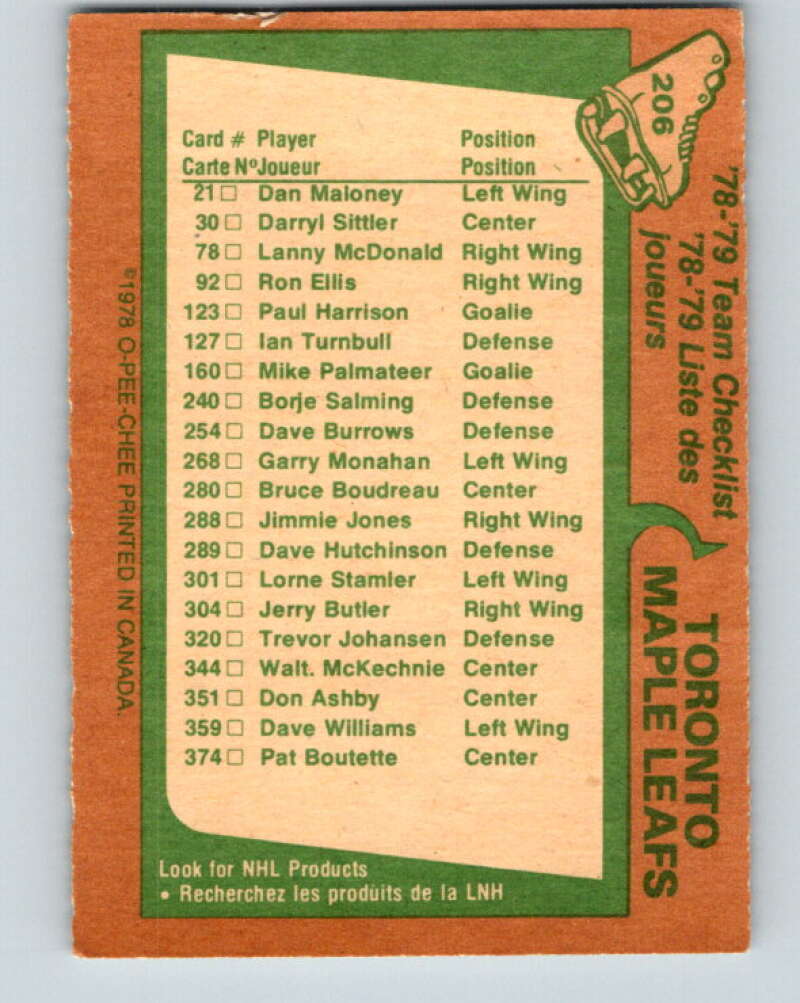 206
'78-'79 Team Checklist
'78-'79 Liste des
joueurs
TORONTO
MAPLE LEAFS
Card # Player Position
Carte Nº Joueur Position
21 □ Dan Maloney Left Wing
30 □ Darryl Sittler Center
78 □ Lanny McDonald Right Wing
92 □ Ron Ellis Right Wing
123 □ Paul Harrison Goalie
127 □ Ian Turnbull Defense
160 □ Mike Palmateer Goalie
240 □ Borje Salming Defense
254 □ Dave Burrows Defense
268 □ Garry Monahan Left Wing
280 □ Bruce Boudreau Center
288 □ Jimmie Jones Right Wing
289 □ Dave Hutchinson Defense
301 □ Lorne Stamler Left Wing
304 □ Jerry Butler Right Wing
320 □ Trevor Johansen Defense
344 □ Walt. McKechnie Center
351 □ Don Ashby Center
359 □ Dave Williams Left Wing
374 □ Pat Boutette Center
Look for NHL Products
• Recherchez les produits de la LNH
©1978 O-PEE-CHEE PRINTED IN CANADA.